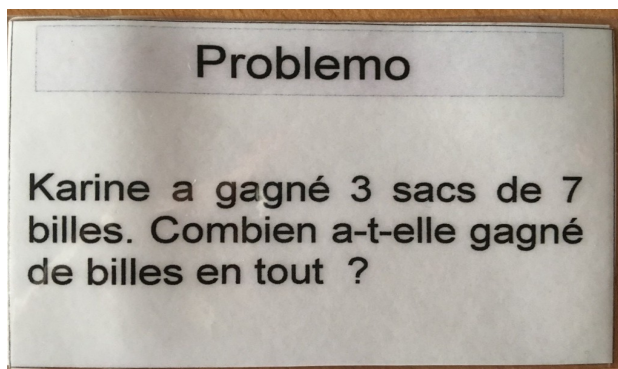 Problemo
Karine a gagné 3 sacs de 7
billes. Combien a-t-elle gagné
de billes en tout ?